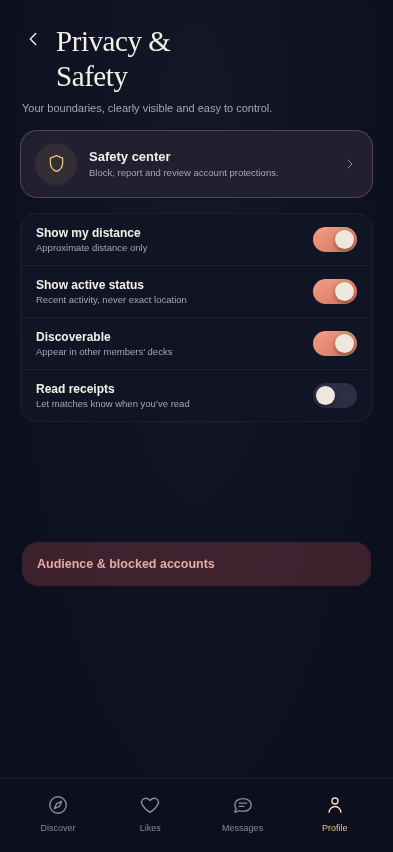 Privacy &
Safety
Your boundaries, clearly visible and easy to control.
Safety center
Block, report and review account protections.
Show my distance
Approximate distance only
Show active status
Recent activity, never exact location
Discoverable
Appear in other members' decks
Read receipts
Let matches know when you've read
Audience & blocked accounts
Discover
Likes
Messages
Profile